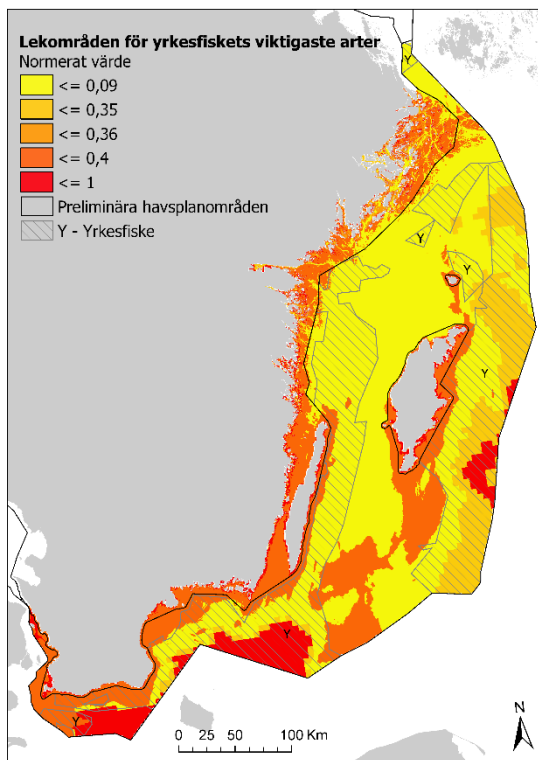 Lekområden för yrkesfiskets viktigaste arter
Normerat värde
<= 0,09
<= 0,35
<= 0,36
<= 0,4
<= 1
Preliminära havsplanområden
Y - Yrkesfiske
Y
Y
Y
Y
Y
Y
N
0 25 50 100 Km